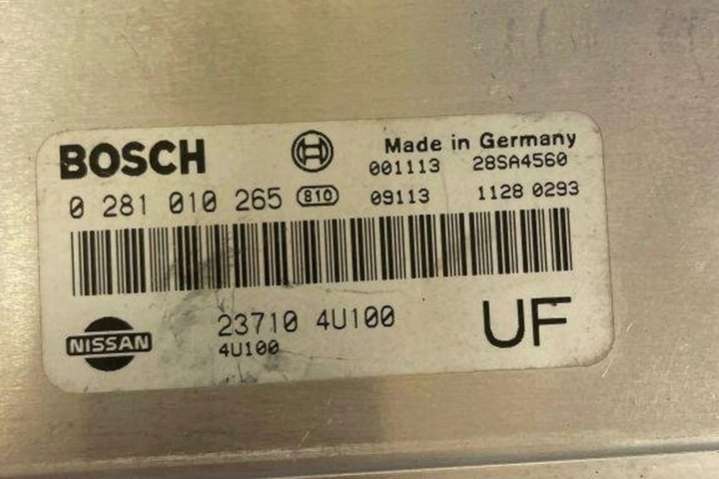 BOSCH Made in Germany
001113 28SA4560
0 281 010 265 810 09113 1128 0293
NISSAN 23710 4U100 UF
4U100